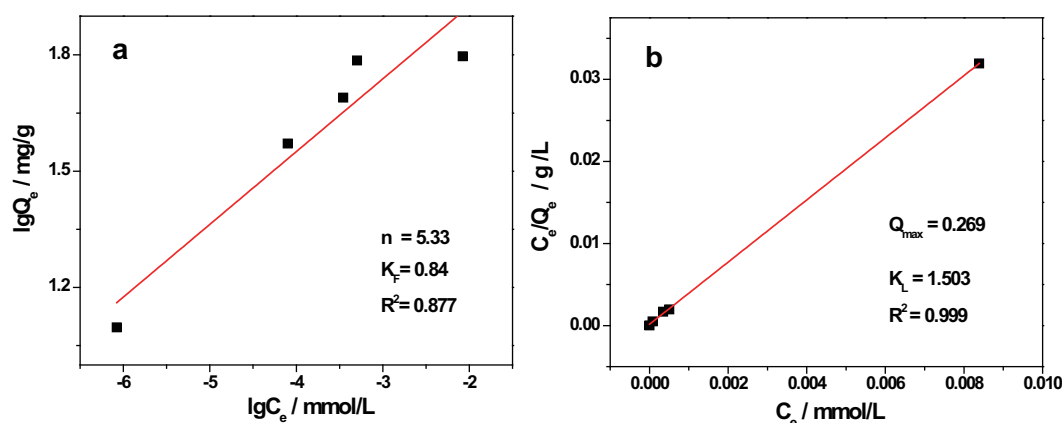 a
lgQe / mg/g
1.8
1.5
1.2
n = 5.33
KF = 0.84
R2 = 0.877
-6 -5 -4 -3 -2
lgCe / mmol/L
b
Ce/Qe / g /L
0.03
0.02
0.01
0.00
Qmax = 0.269
KL = 1.503
R2 = 0.999
0.000 0.002 0.004 0.006 0.008 0.010
Ce / mmol/L